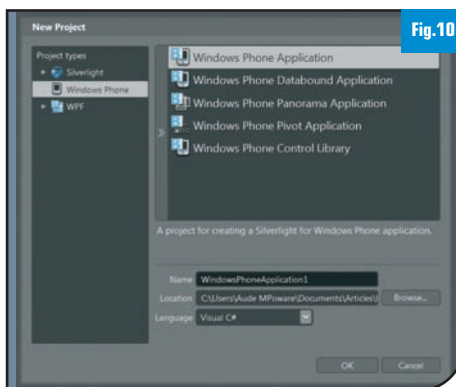 New Project
Fig.10
Project types
Silverlight
Windows Phone
WPF
Windows Phone Application
Windows Phone Databound Application
Windows Phone Panorama Application
Windows Phone Pivot Application
Windows Phone Control Library
A project for creating a Silverlight for Windows Phone application.
Name WindowsPhoneApplication1
Location C:\Users\Aude MPoware\Documents\Articles\ Browse...
Language Visual C#
OK Cancel